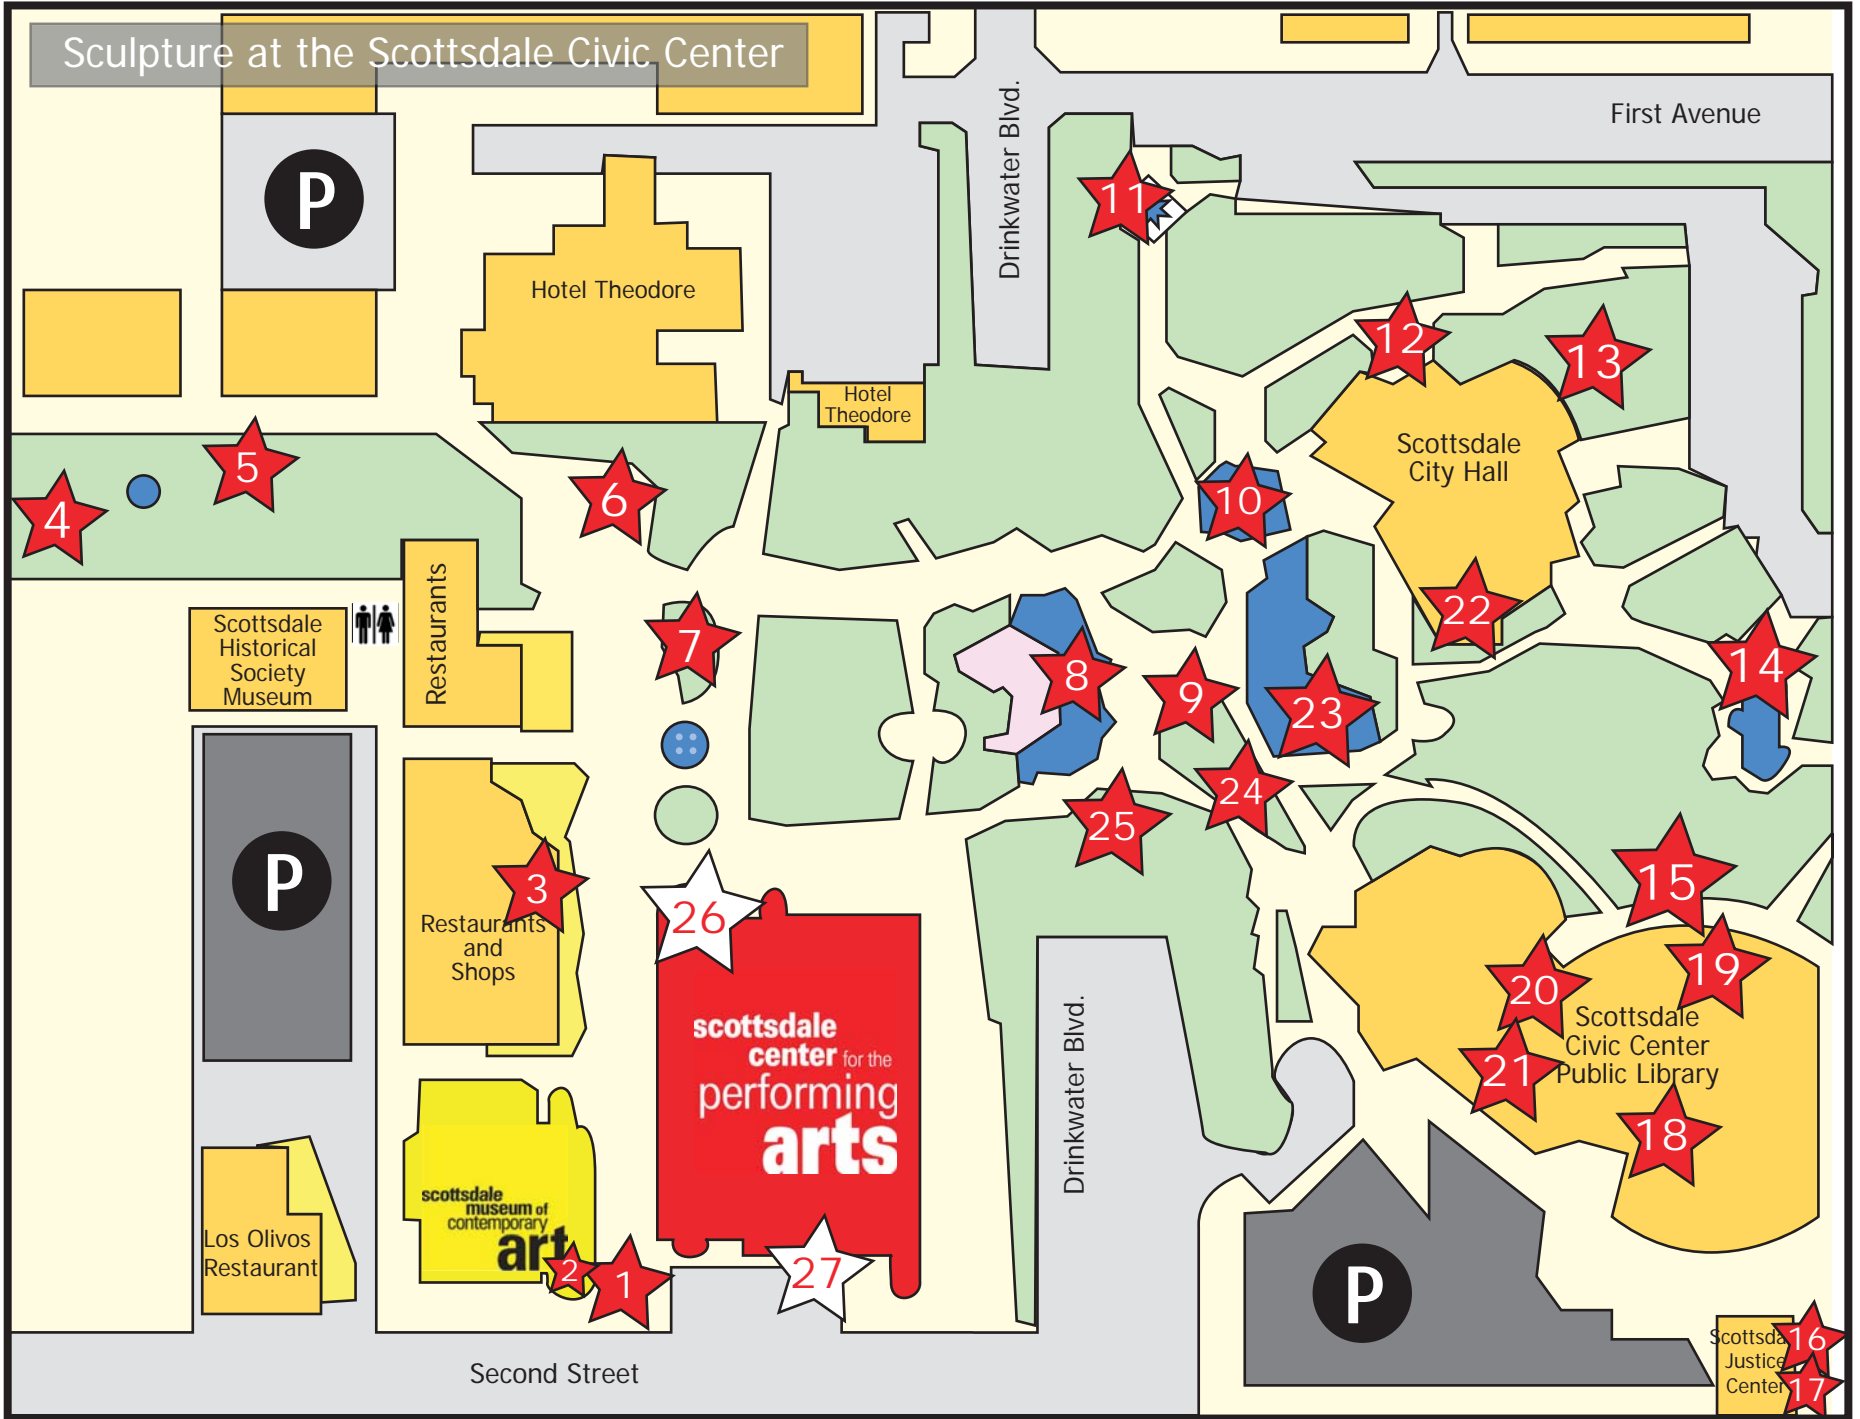 Sculpture at the Scottsdale Civic Center
First Avenue
Drinkwater Blvd.
P
11
Hotel Theodore
12
13
Hotel
Theodore
Scottsdale
City Hall
5
4
6
10
Restaurants
Scottsdale
Historical
Society
Museum
7
22
14
8
9
23
24
25
3
Restaurants
and
Shops
P
26
15
19
20
Scottsdale
Civic Center
Public Library
21
18
scottsdale
center for the
performing
arts
Drinkwater Blvd.
scottsdale
museum of
contemporary
art
2
1
27
Los Olivos
Restaurant
P
Scottsda
Justice
Center
16
17
Second Street